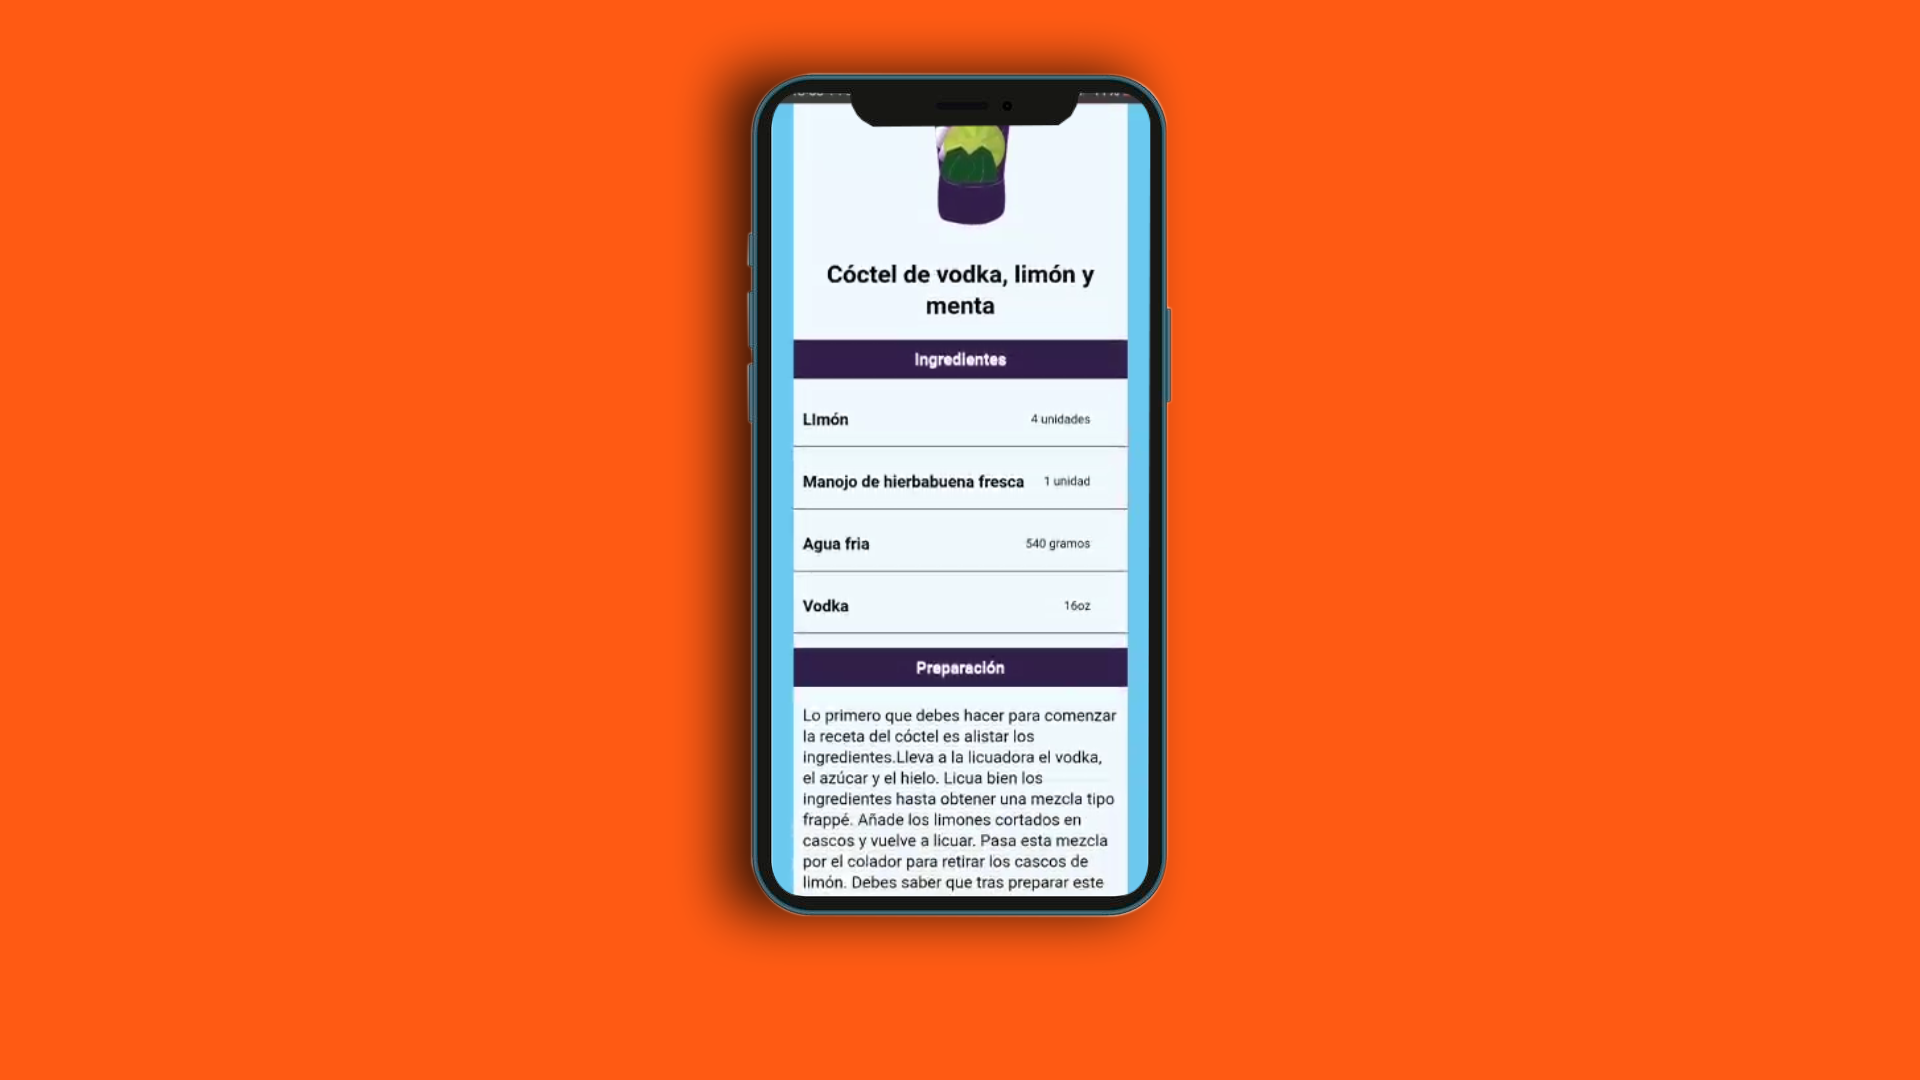 Cóctel de vodka, limón y
menta
Ingredientes
LImón 4 unidades
Manojo de hierbabuena fresca 1 unidad
Agua fria 540 gramos
Vodka 16oz
Preparación
Lo primero que debes hacer para comenzar
la receta del cóctel es alistar los
ingredientes.Lleva a la licuadora el vodka,
el azúcar y el hielo. Licua bien los
ingredientes hasta obtener una mezcla tipo
frappé. Añade los limones cortados en
cascos y vuelve a licuar. Pasa esta mezcla
por el colador para retirar los cascos de
limón. Debes saber que tras preparar este